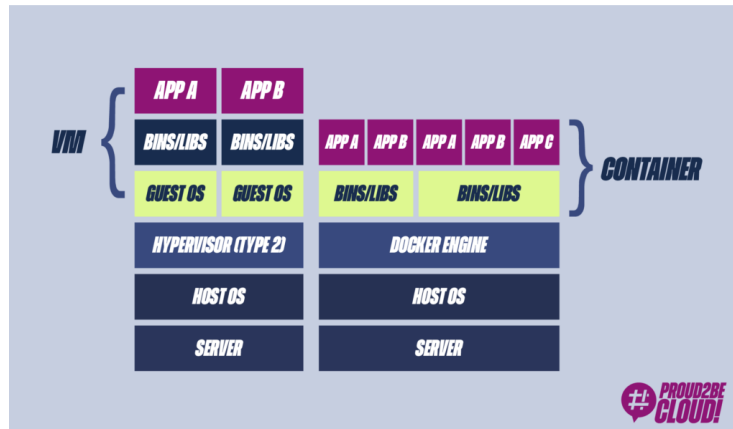 APP A APP B
VM
BINS/LIBS BINS/LIBS
GUEST OS GUEST OS
HYPERVISOR (TYPE 2)
HOST OS
SERVER
APP A APP B APP A APP B APP C
BINS/LIBS BINS/LIBS
CONTAINER
DOCKER ENGINE
HOST OS
SERVER
#!
PROUD2BE
CLOUD!